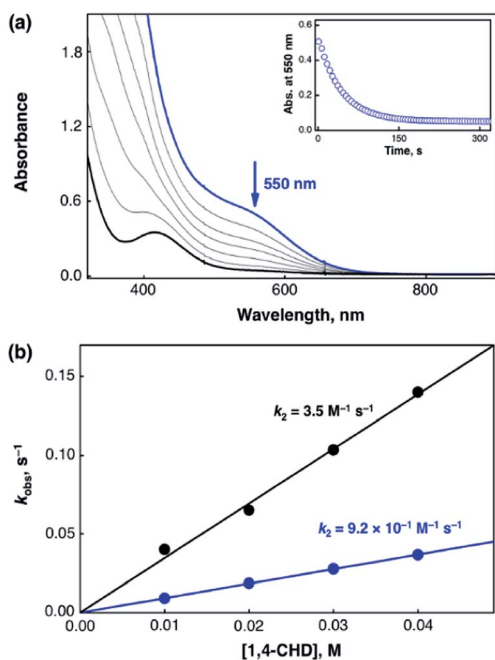 (a)
Absorbance
2.1
1.8
1.2
0.6
0.0
550 nm
400
600
800
Wavelength, nm
Abs. at 550 nm
0.6
0.4
0.2
0.0
0
150
300
Time, s
(b)
kobs, s⁻¹
0.15
0.10
0.05
0.00
k₂ = 3.5 M⁻¹ s⁻¹
k₂ = 9.2 × 10⁻¹ M⁻¹ s⁻¹
0.00
0.01
0.02
0.03
0.04
[1,4-CHD], M